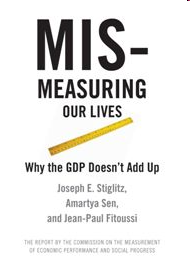 MIS-
MEASURING
OUR LIVES
Why the GDP Doesn't Add Up
Joseph E. Stiglitz,
Amartya Sen,
and Jean-Paul Fitoussi
THE REPORT BY THE COMMISSION ON THE MEASUREMENT
OF ECONOMIC PERFORMANCE AND SOCIAL PROGRESS